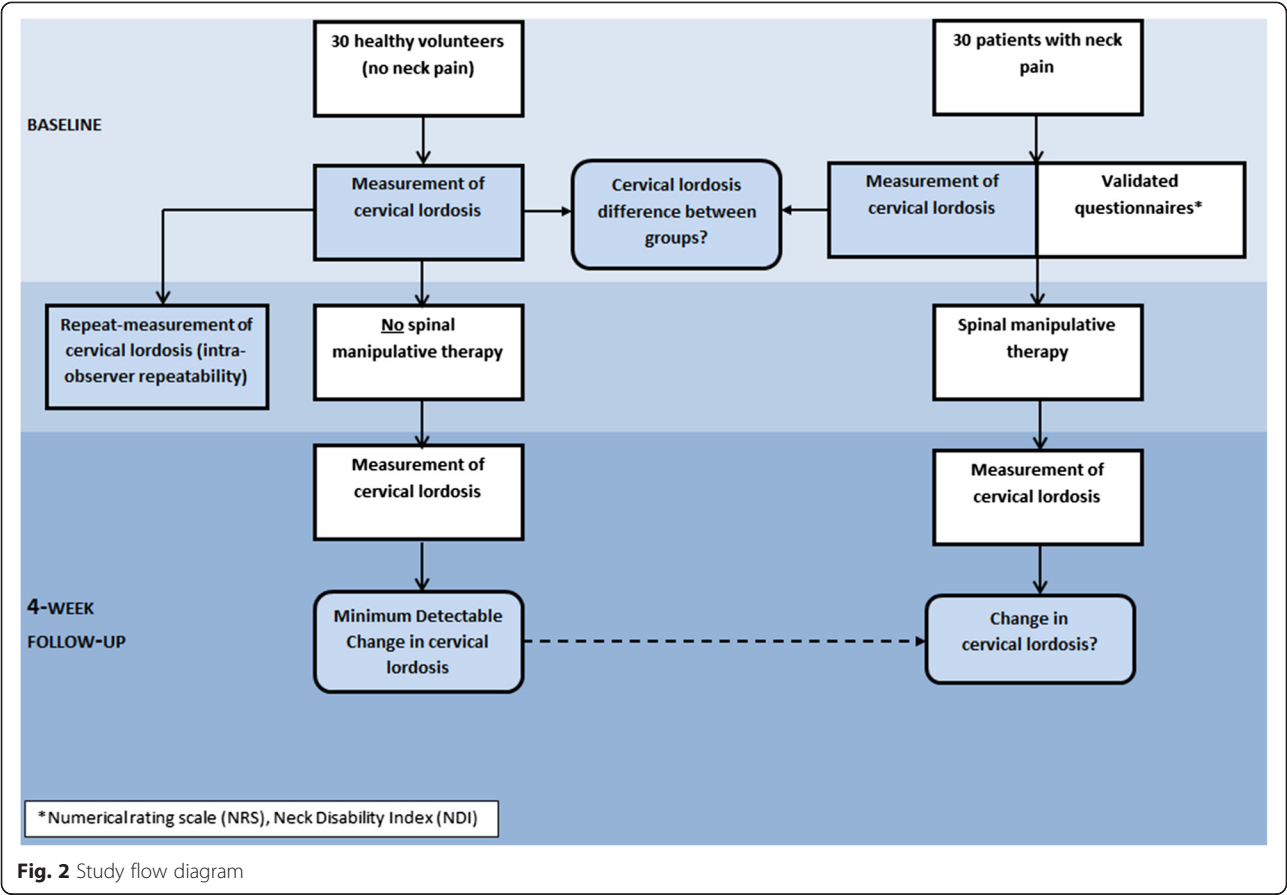 30 healthy volunteers
(no neck pain)
30 patients with neck
pain
BASELINE
Measurement of
cervical lordosis
Cervical lordosis
difference between
groups?
Measurement of
cervical lordosis
Validated
questionnaires*
Repeat-measurement of
cervical lordosis (intra-
observer repeatability)
No spinal
manipulative therapy
Spinal manipulative
therapy
Measurement of
cervical lordosis
Measurement of
cervical lordosis
4-WEEK
FOLLOW-UP
Minimum Detectable
Change in cervical
lordosis
Change in
cervical lordosis?
*Numerical rating scale (NRS), Neck Disability Index (NDI)
Fig. 2 Study flow diagram